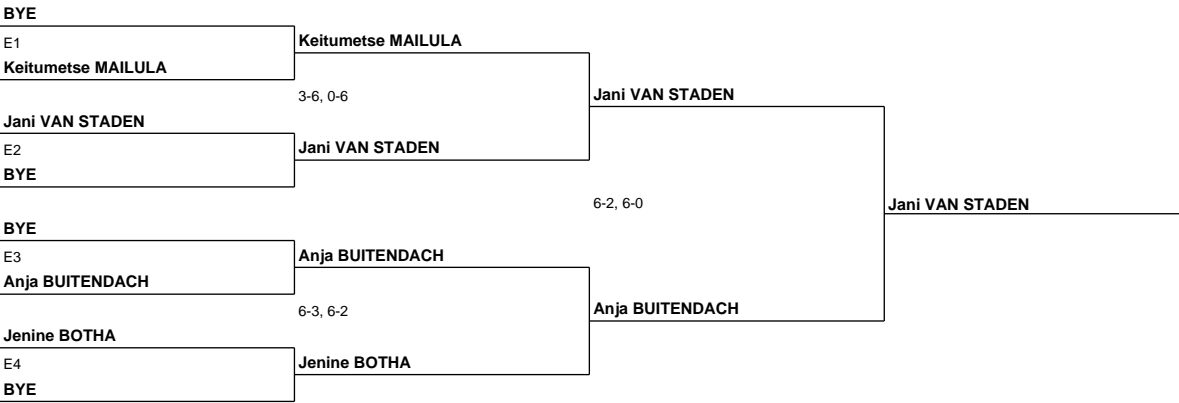 BYE
E1
Keitumetse MAILULA
Keitumetse MAILULA
3-6, 0-6
Jani VAN STADEN
Jani VAN STADEN
E2
Jani VAN STADEN
BYE
6-2, 6-0
Jani VAN STADEN
BYE
E3
Anja BUITENDACH
Anja BUITENDACH
6-3, 6-2
Anja BUITENDACH
Jenine BOTHA
E4
Jenine BOTHA
BYE